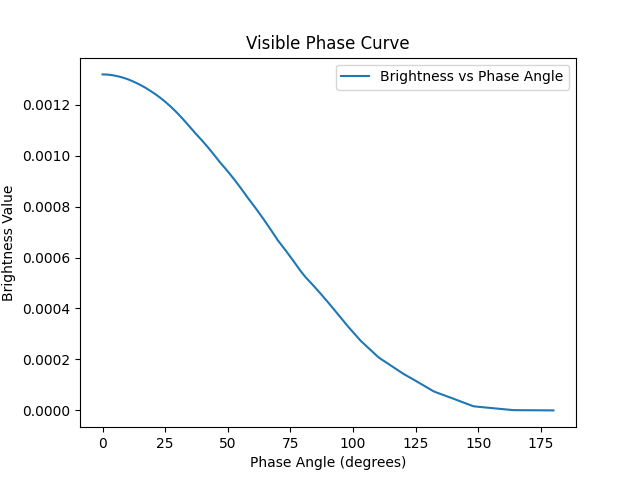 Visible Phase Curve
Brightness vs Phase Angle
Brightness Value
0.0012
0.0010
0.0008
0.0006
0.0004
0.0002
0.0000
0 25 50 75 100 125 150 175
Phase Angle (degrees)